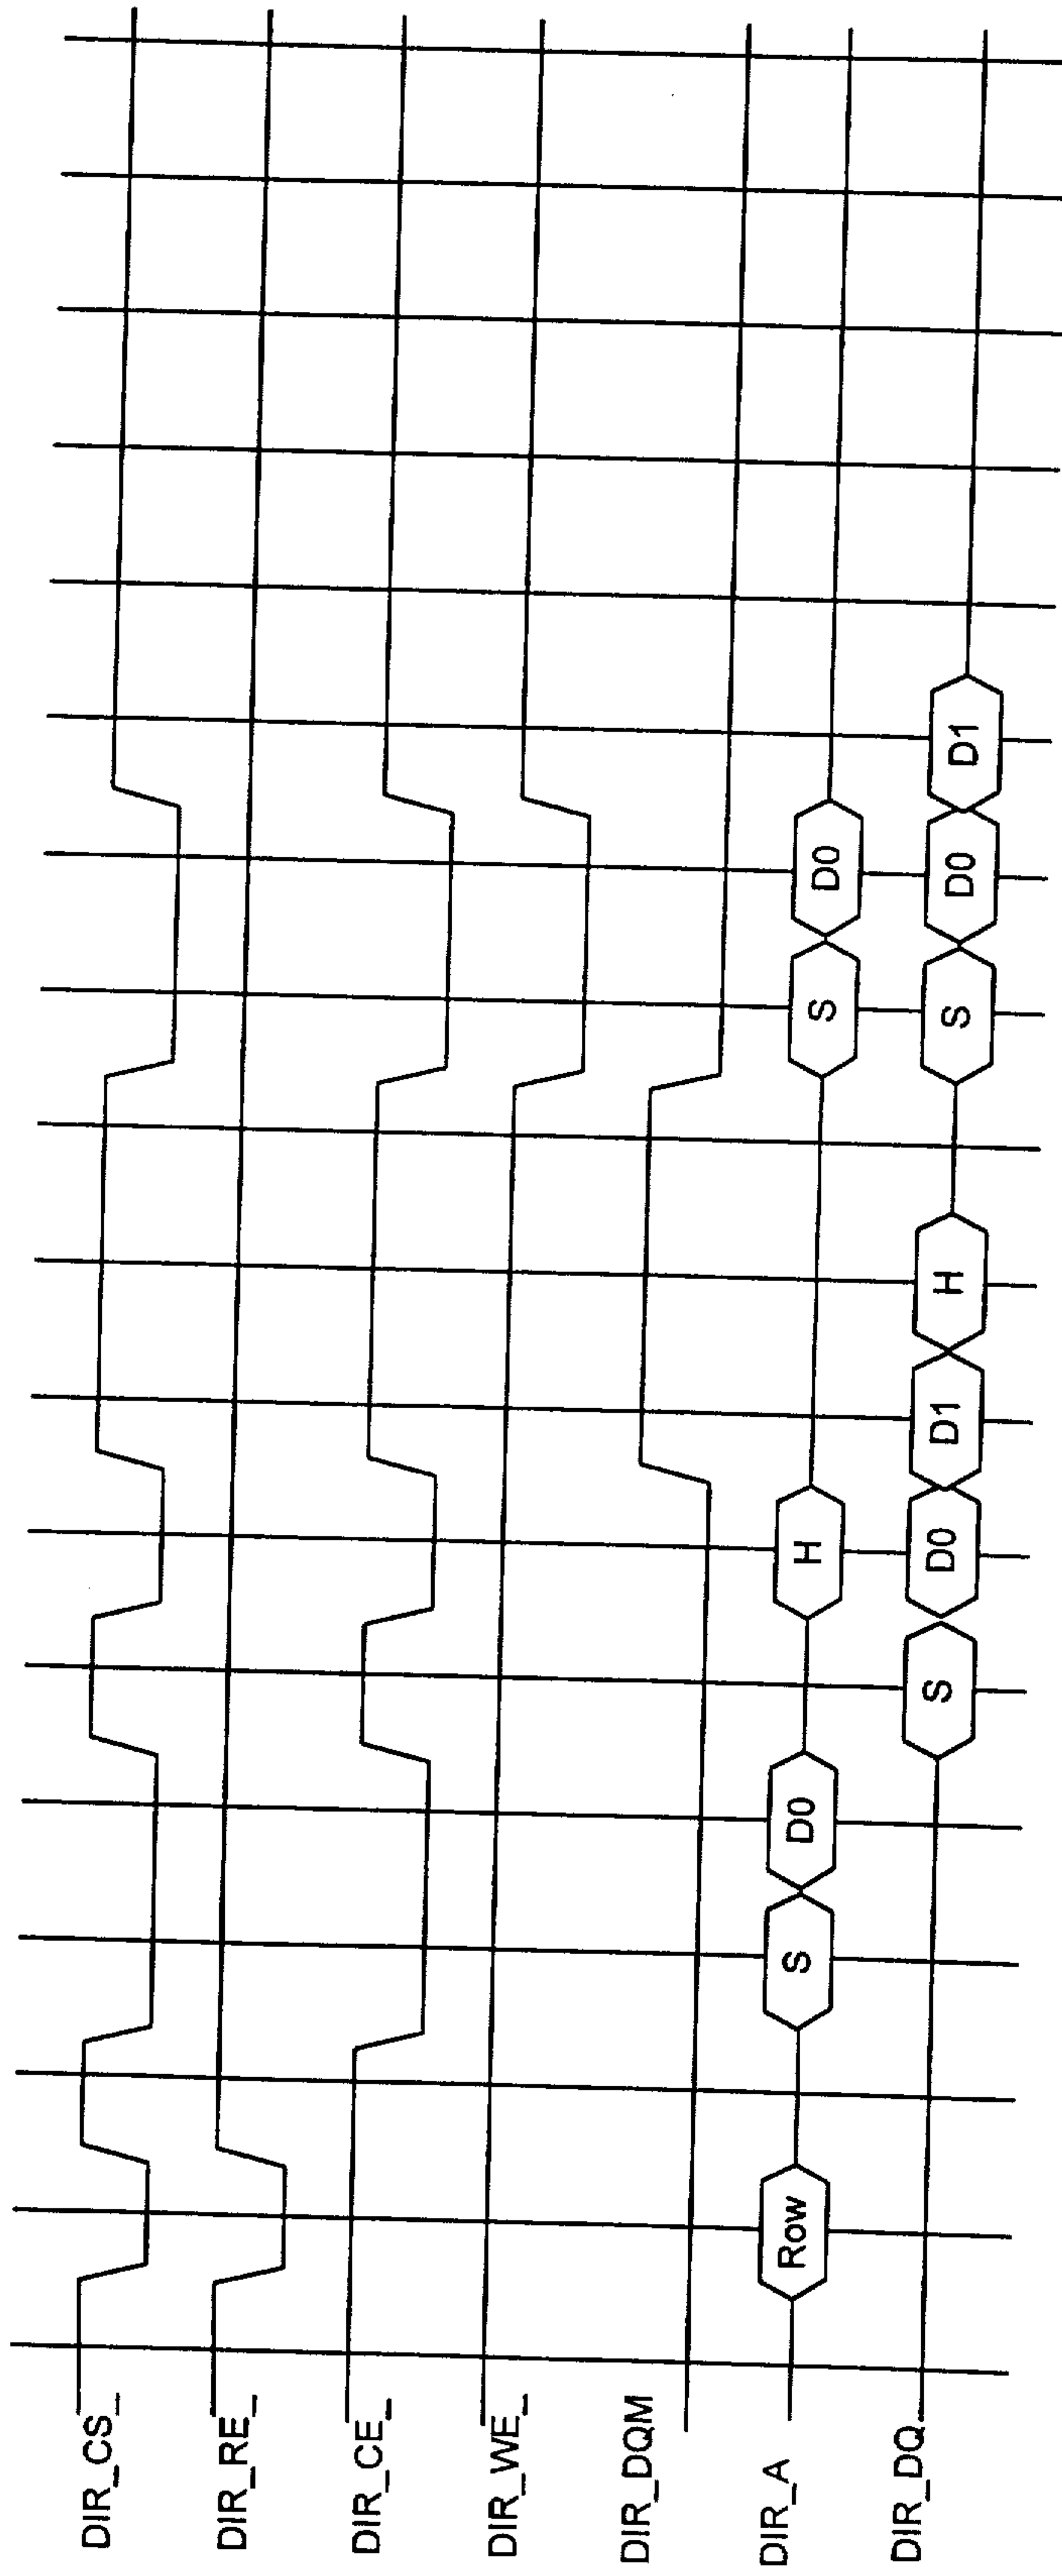 DIR_CS_
DIR_RE_
DIR_CE_
DIR_WE_
DIR_DQM
DIR_A Row S D0 H S D0
DIR_DQ S D0 D1 H S D0 D1